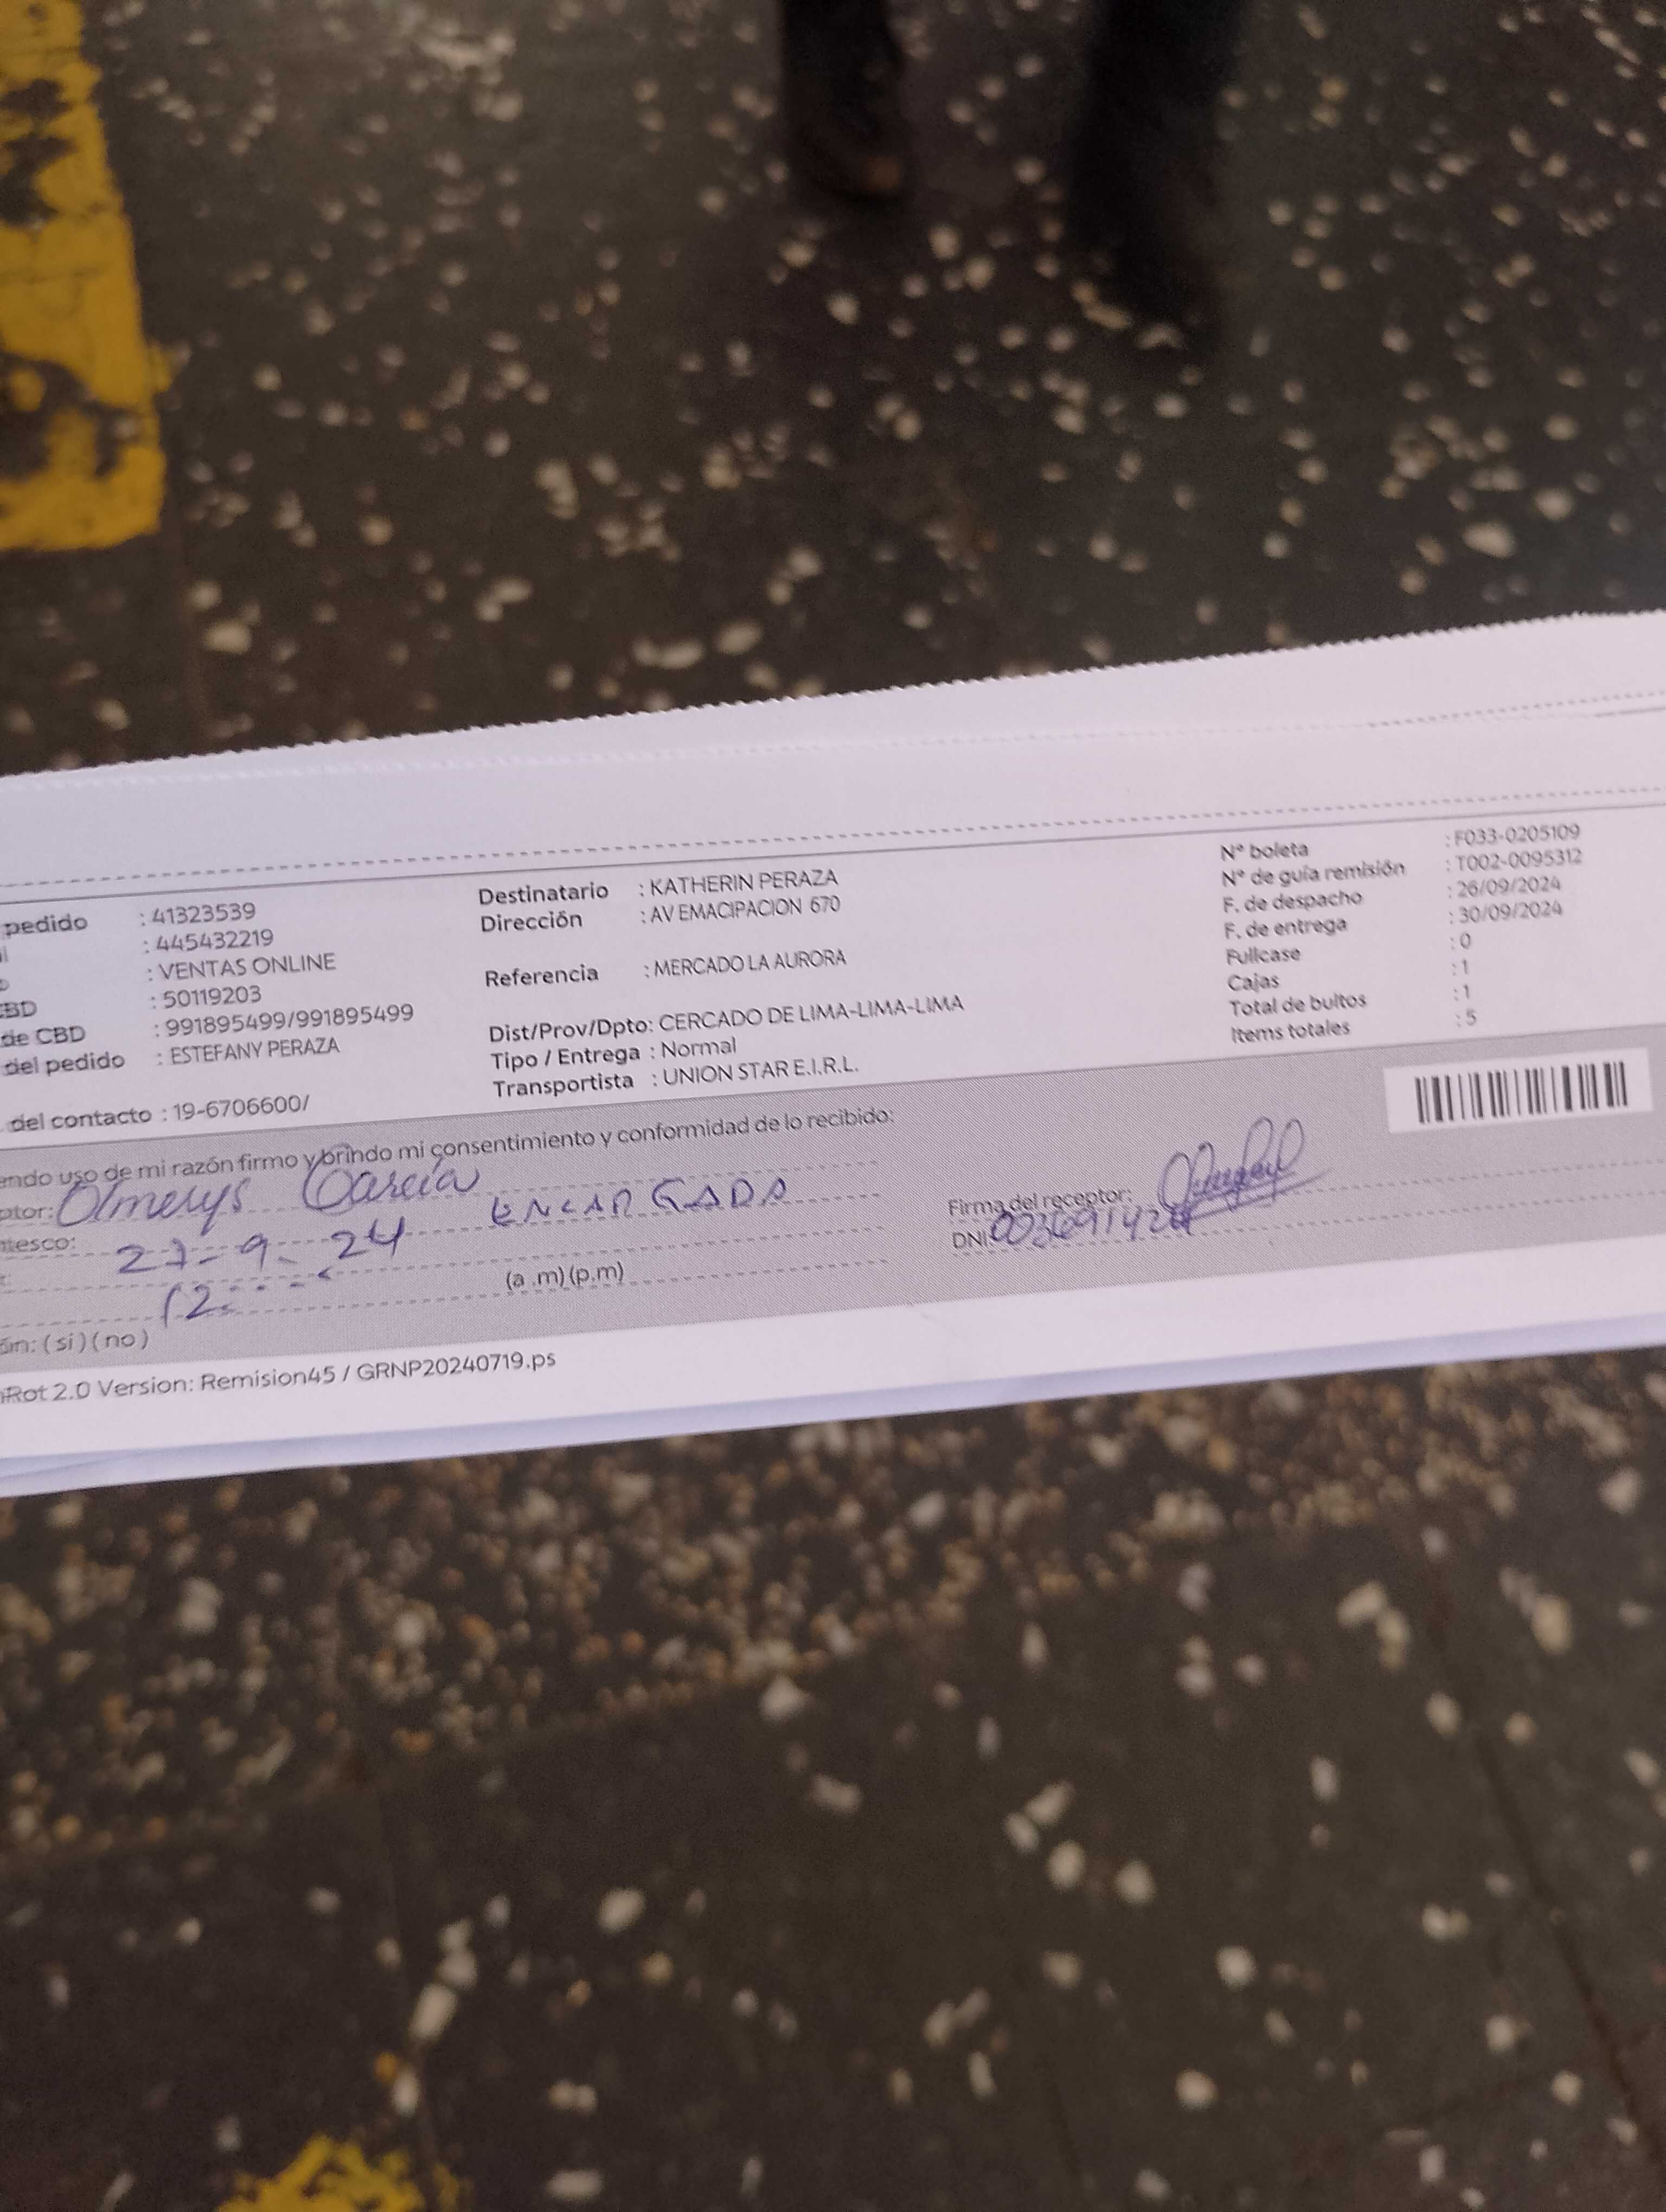 pedido : 41323539
: 445432219
: VENTAS ONLINE
CBD : 50119203
de CBD : 991895499/991895499
del pedido : ESTEFANY PERAZA
del contacto : 19-6706600/
Destinatario : KATHERIN PERAZA
Dirección : AV EMACIPACION 670
Referencia : MERCADO LA AURORA
Dist/Prov/Dpto: CERCADO DE LIMA-LIMA-LIMA
Tipo / Entrega : Normal
Transportista : UNION STAR E.I.R.L.
N° boleta : F033-0205109
N° de guía remisión : T002-0095312
F. de despacho : 26/09/2024
F. de entrega : 30/09/2024
Fullcase : 0
Cajas : 1
Total de bultos : 1
Items totales : 5
endo uso de mi razón firmo y brindo mi consentimiento y conformidad de lo recibido:
ptor: Olmerys García
ntesco: ENCARGADA
27-9-24
12: (a .m) (p.m)
Firma del receptor:
DNI
ón: ( si ) ( no )
Rot 2.0 Version: Remision45 / GRNP20240719.ps